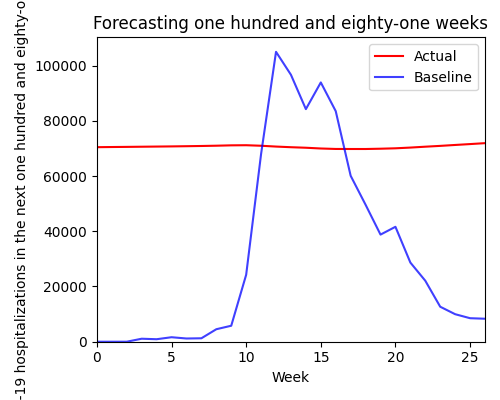 Forecasting one hundred and eighty-one weeks
-19 hospitalizations in the next one hundred and eighty-o
Actual
Baseline
100000
80000
60000
40000
20000
0
0 5 10 15 20 25
Week